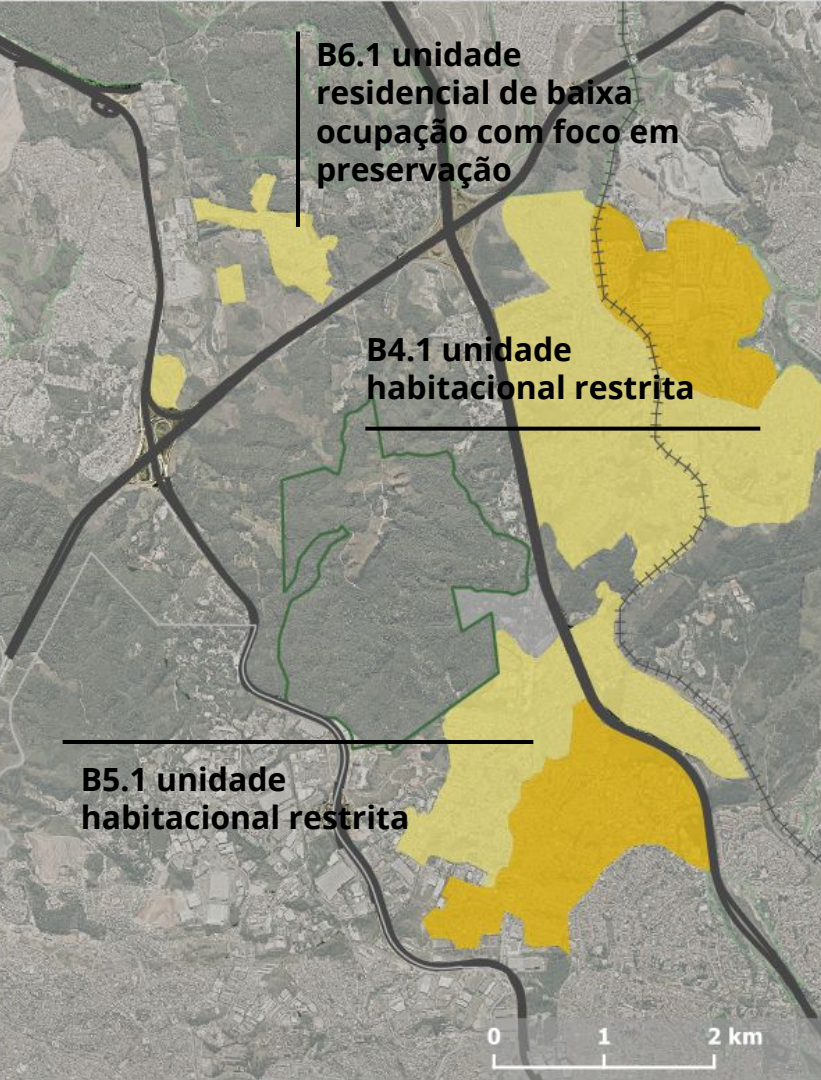 B6.1 unidade
residencial de baixa
ocupação com foco em
preservação
B4.1 unidade
habitacional restrita
B5.1 unidade
habitacional restrita
0 1 2 km